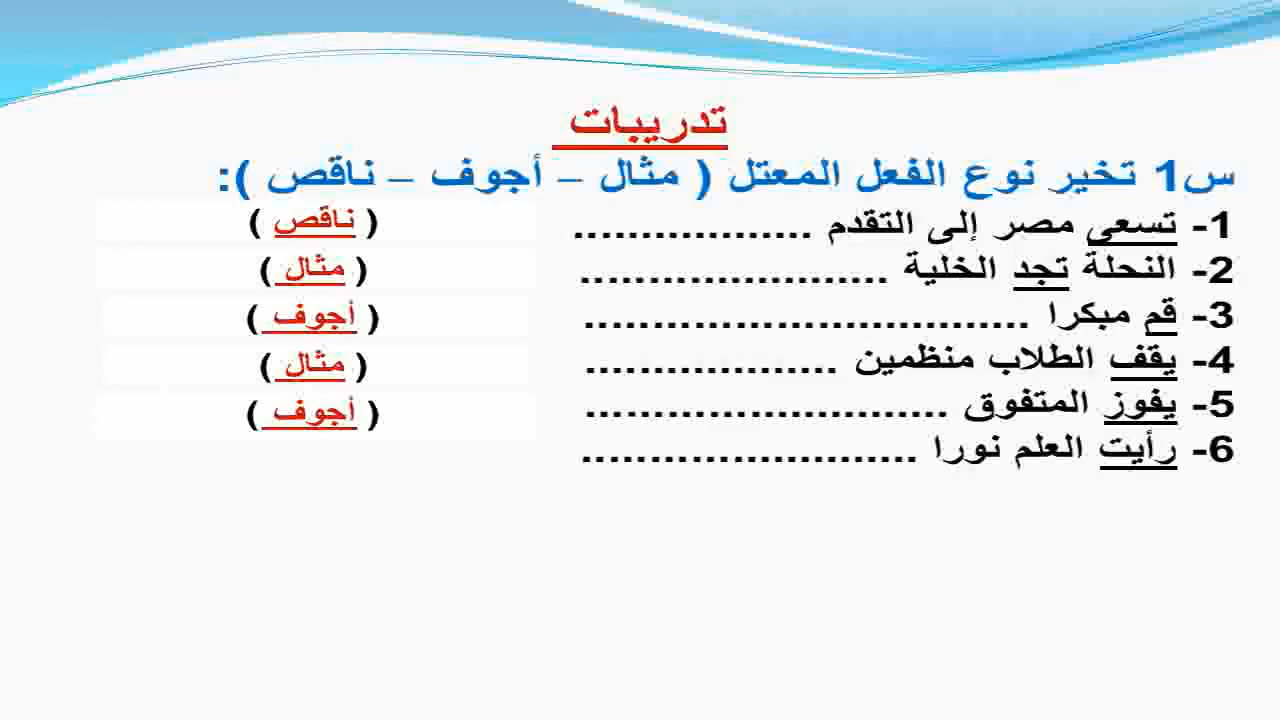 تدريبات
س1 تخير نوع الفعل المعتل ( مثال – أجوف – ناقص ):
1- تسعى مصر إلى التقدم .................. ( ناقص )
2- النحلة تجد الخلية ....................... ( مثال )
3- قم مبكرا ................................. ( أجوف )
4- يقف الطلاب منظمين ................... ( مثال )
5- يفوز المتفوق ........................... ( أجوف )
6- رأيت العلم نورا .........................